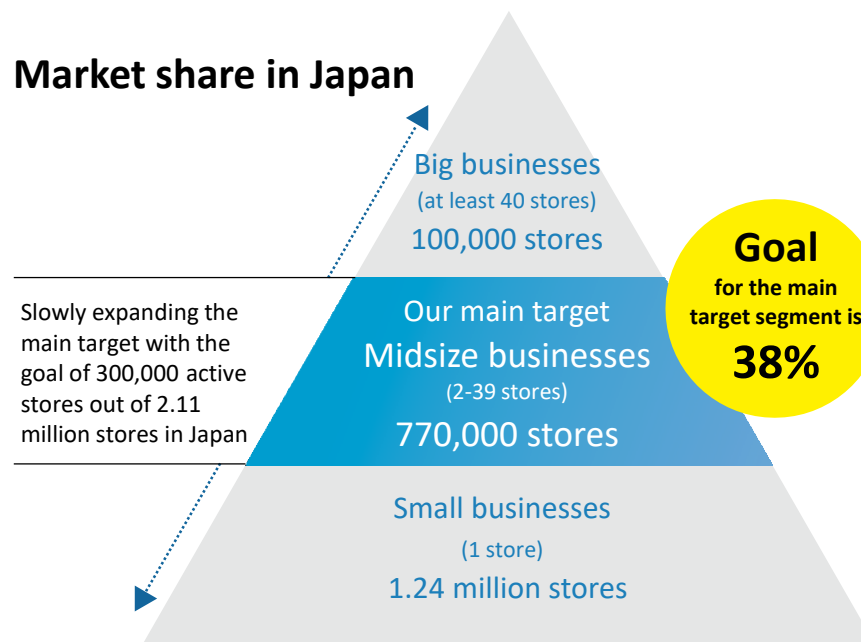 Market share in Japan
Big businesses
(at least 40 stores)
100,000 stores
Goal
for the main
target segment is
38%
Slowly expanding the
main target with the
goal of 300,000 active
stores out of 2.11
million stores in Japan
Our main target
Midsize businesses
(2-39 stores)
770,000 stores
Small businesses
(1 store)
1.24 million stores